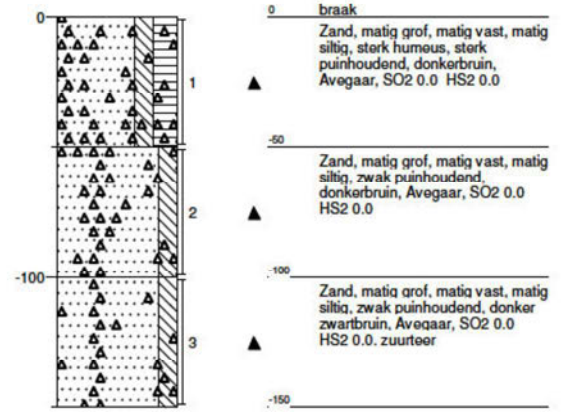 0
0 braak
Zand, matig grof, matig vast, matig
siltig, sterk humeus, sterk
puinhoudend, donkerbruin,
Avegaar, SO2 0.0 HS2 0.0
1
-50
Zand, matig grof, matig vast, matig
siltig, zwak puinhoudend,
donkerbruin, Avegaar, SO2 0.0
HS2 0.0
2
-100
-100
Zand, matig grof, matig vast, matig
siltig, zwak puinhoudend, donker
zwartbruin, Avegaar, SO2 0.0
HS2 0.0. zuurteer
3
-150